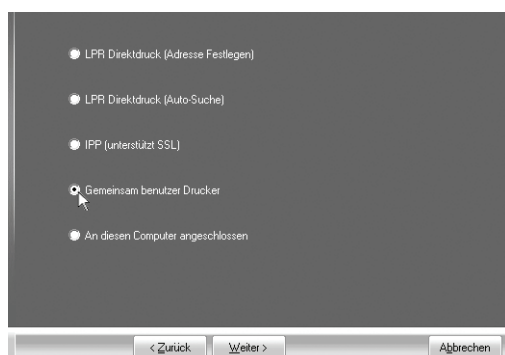 LPR Direktdruck (Adresse Festlegen)
LPR Direktdruck (Auto-Suche)
IPP (unterstützt SSL)
Gemeinsam benutzer Drucker
An diesen Computer angeschlossen
< Zurück Weiter > Abbrechen